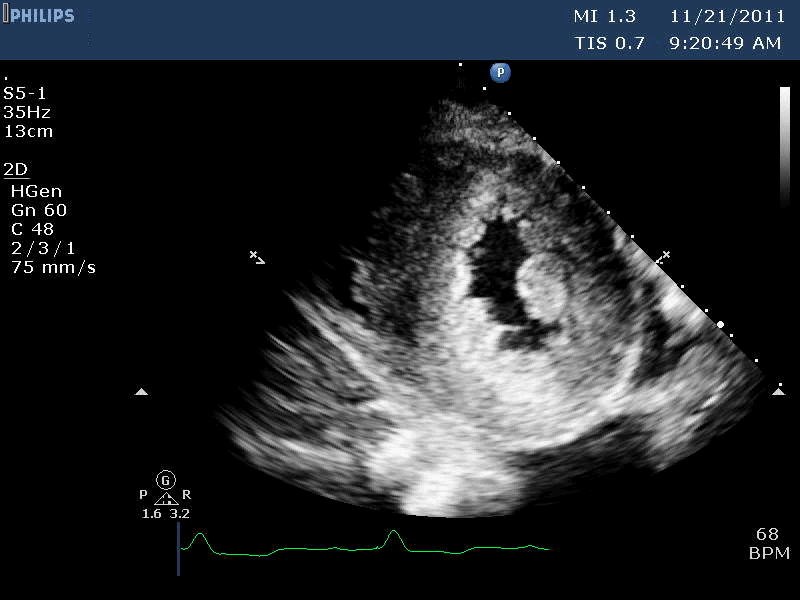 PHILIPS
MI 1.3 11/21/2011
TIS 0.7 9:20:49 AM
P
S5-1
35Hz
13cm
2D
HGen
Gn 60
C 48
2/3/1
75 mm/s
G
P R
1.6 3.2
68
BPM